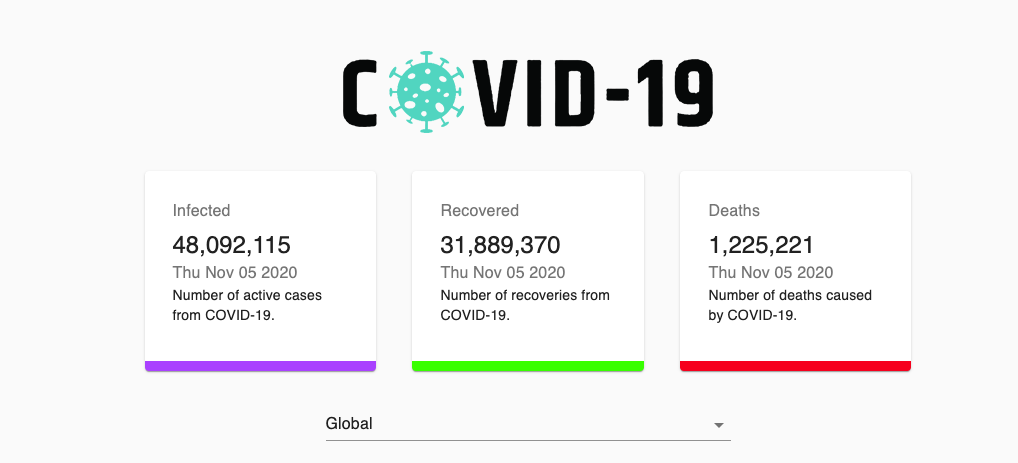 COVID-19
Infected
48,092,115
Thu Nov 05 2020
Number of active cases
from COVID-19.
Recovered
31,889,370
Thu Nov 05 2020
Number of recoveries from
COVID-19.
Deaths
1,225,221
Thu Nov 05 2020
Number of deaths caused
by COVID-19.
Global